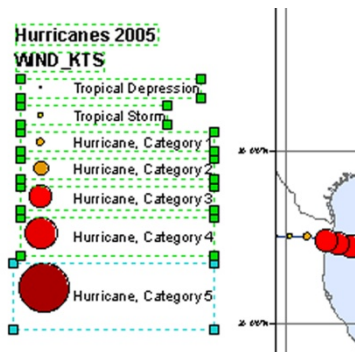 Hurricanes 2005
WIND_KTS
Tropical Depression
Tropical Storm
Hurricane, Category 1
Hurricane, Category 2
Hurricane, Category 3
Hurricane, Category 4
Hurricane, Category 5